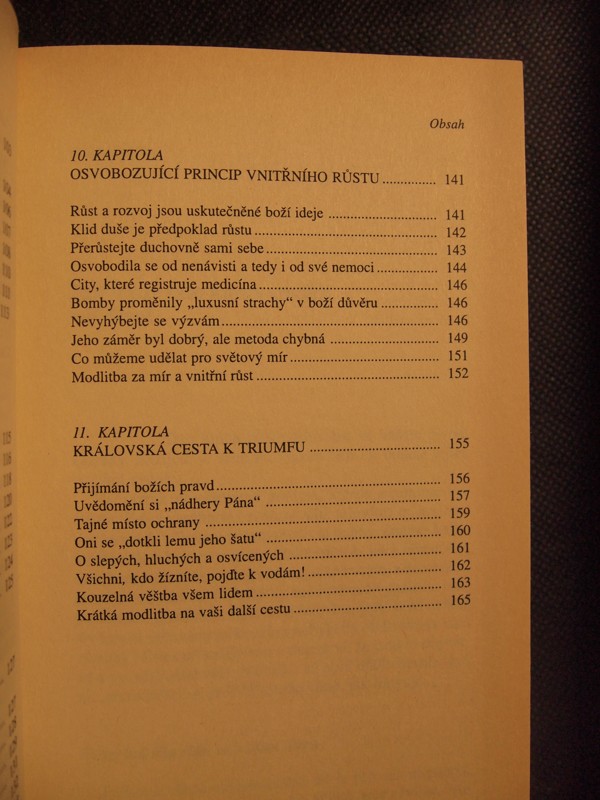 Obsah
10. KAPITOLA
OSVOBOZUJÍCÍ PRINCIP VNITŘNÍHO RŮSTU ............... 141
Růst a rozvoj jsou uskutečněné boží ideje ............... 141
Klid duše je předpoklad růstu ............... 142
Přerůstejte duchovně sami sebe ............... 143
Osvobodila se od nenávisti a tedy i od své nemoci ............... 144
City, které registruje medicína ............... 146
Bomby proměnily „luxusní strachy“ v boží důvěru ............... 146
Nevyhýbejte se výzvám ............... 146
Jeho záměr byl dobrý, ale metoda chybná ............... 149
Co můžeme udělat pro světový mír ............... 151
Modlitba za mír a vnitřní růst ............... 152
11. KAPITOLA
KRÁLOVSKÁ CESTA K TRIUMFU ............... 155
Přijímání božích pravd ............... 156
Uvědomění si „nádhery Pána“ ............... 157
Tajné místo ochrany ............... 159
Oni se „dotkli lemu jeho šatu“ ............... 160
O slepých, hluchých a osvícených ............... 161
Všichni, kdo žízníte, pojďte k vodám! ............... 162
Kouzelná věštba všem lidem ............... 163
Krátká modlitba na vaši další cestu ............... 165